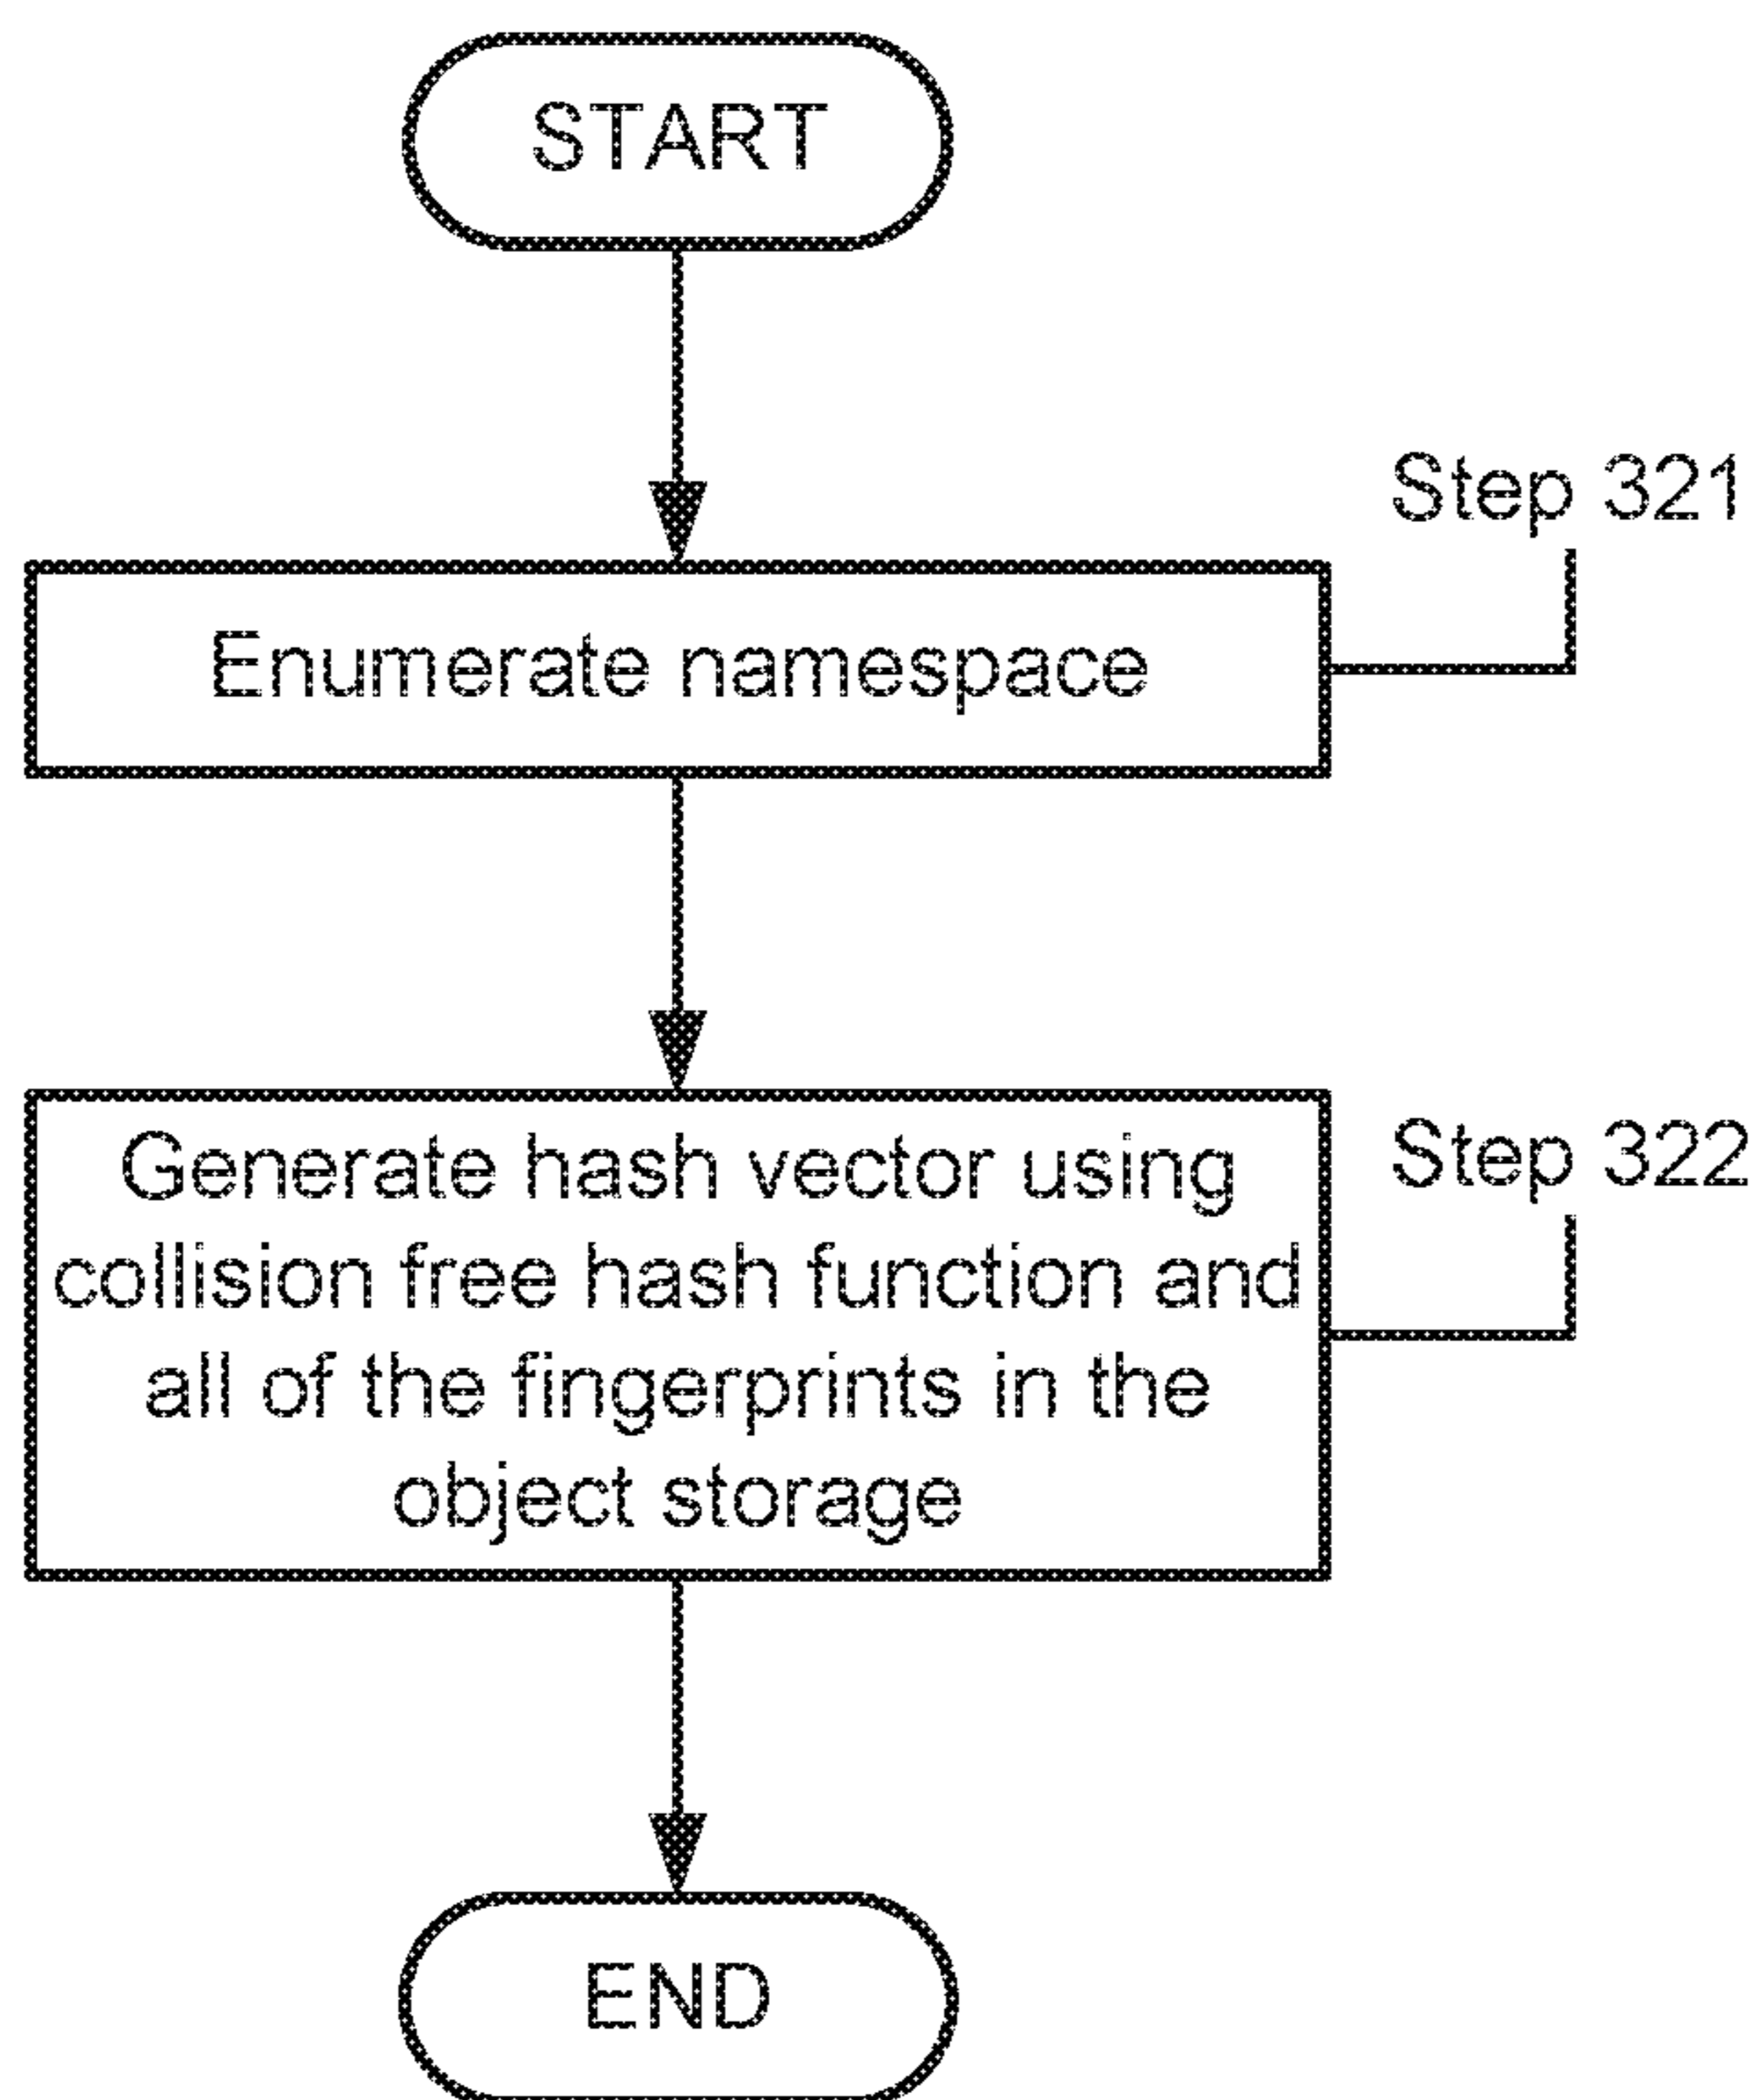 START
Step 321
Enumerate namespace
Step 322
Generate hash vector using
collision free hash function and
all of the fingerprints in the
object storage
END